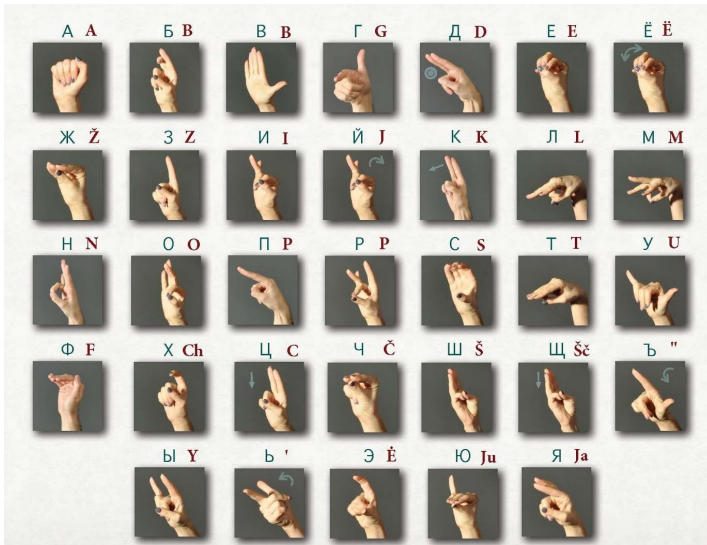 А A Б B В B Г G Д D Е E Ё Ë
Ж Ž З Z И I Й J К K Л L М M
Н N О O П P Р P С S Т T У U
Ф F Х Ch Ц C Ч Č Ш Š Щ Šč Ъ "
Ы Y Ь ' Э Ė Ю Ju Я Ja